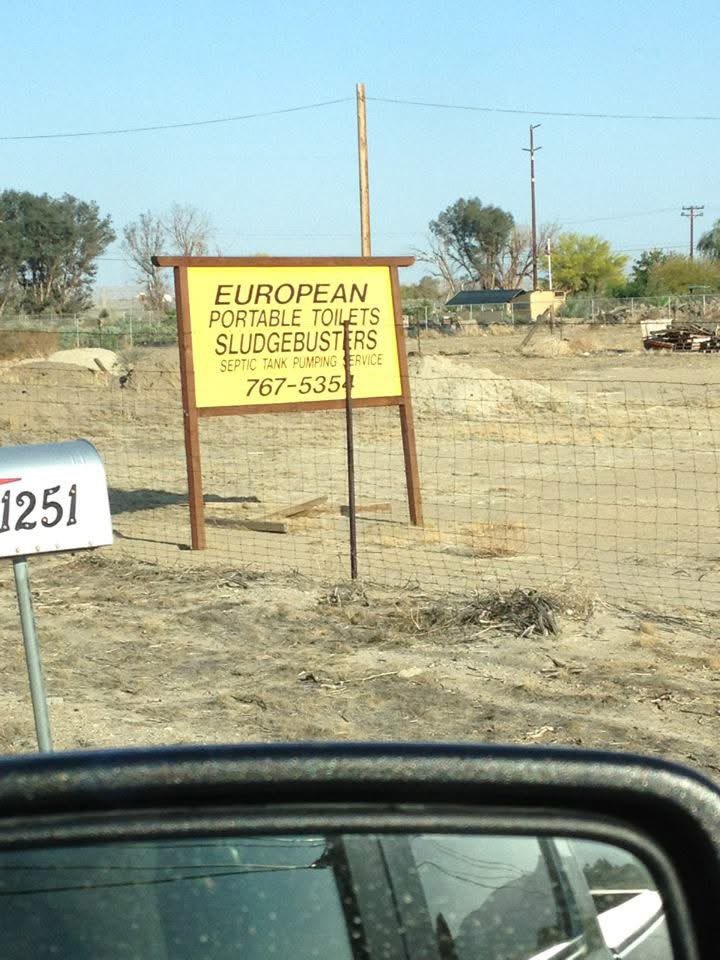 EUROPEAN
PORTABLE TOILETS
SLUDGEBUSTERS
SEPTIC TANK PUMPING SERVICE
767-5354
1251